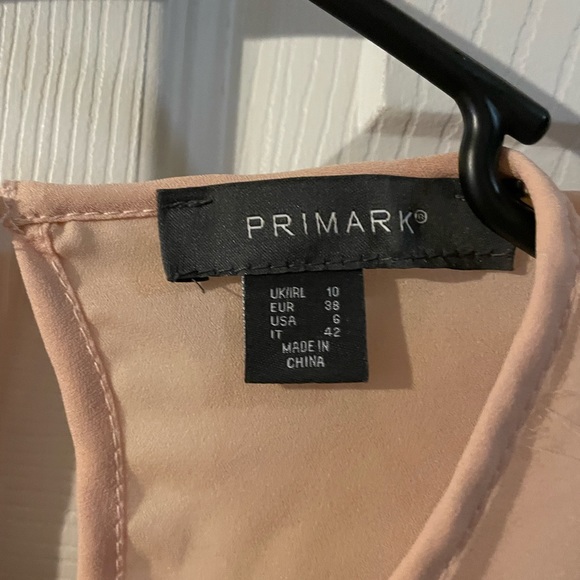 PRIMARK®
UK/IRL 10
EUR 38
USA 6
IT 42
MADE IN
CHINA